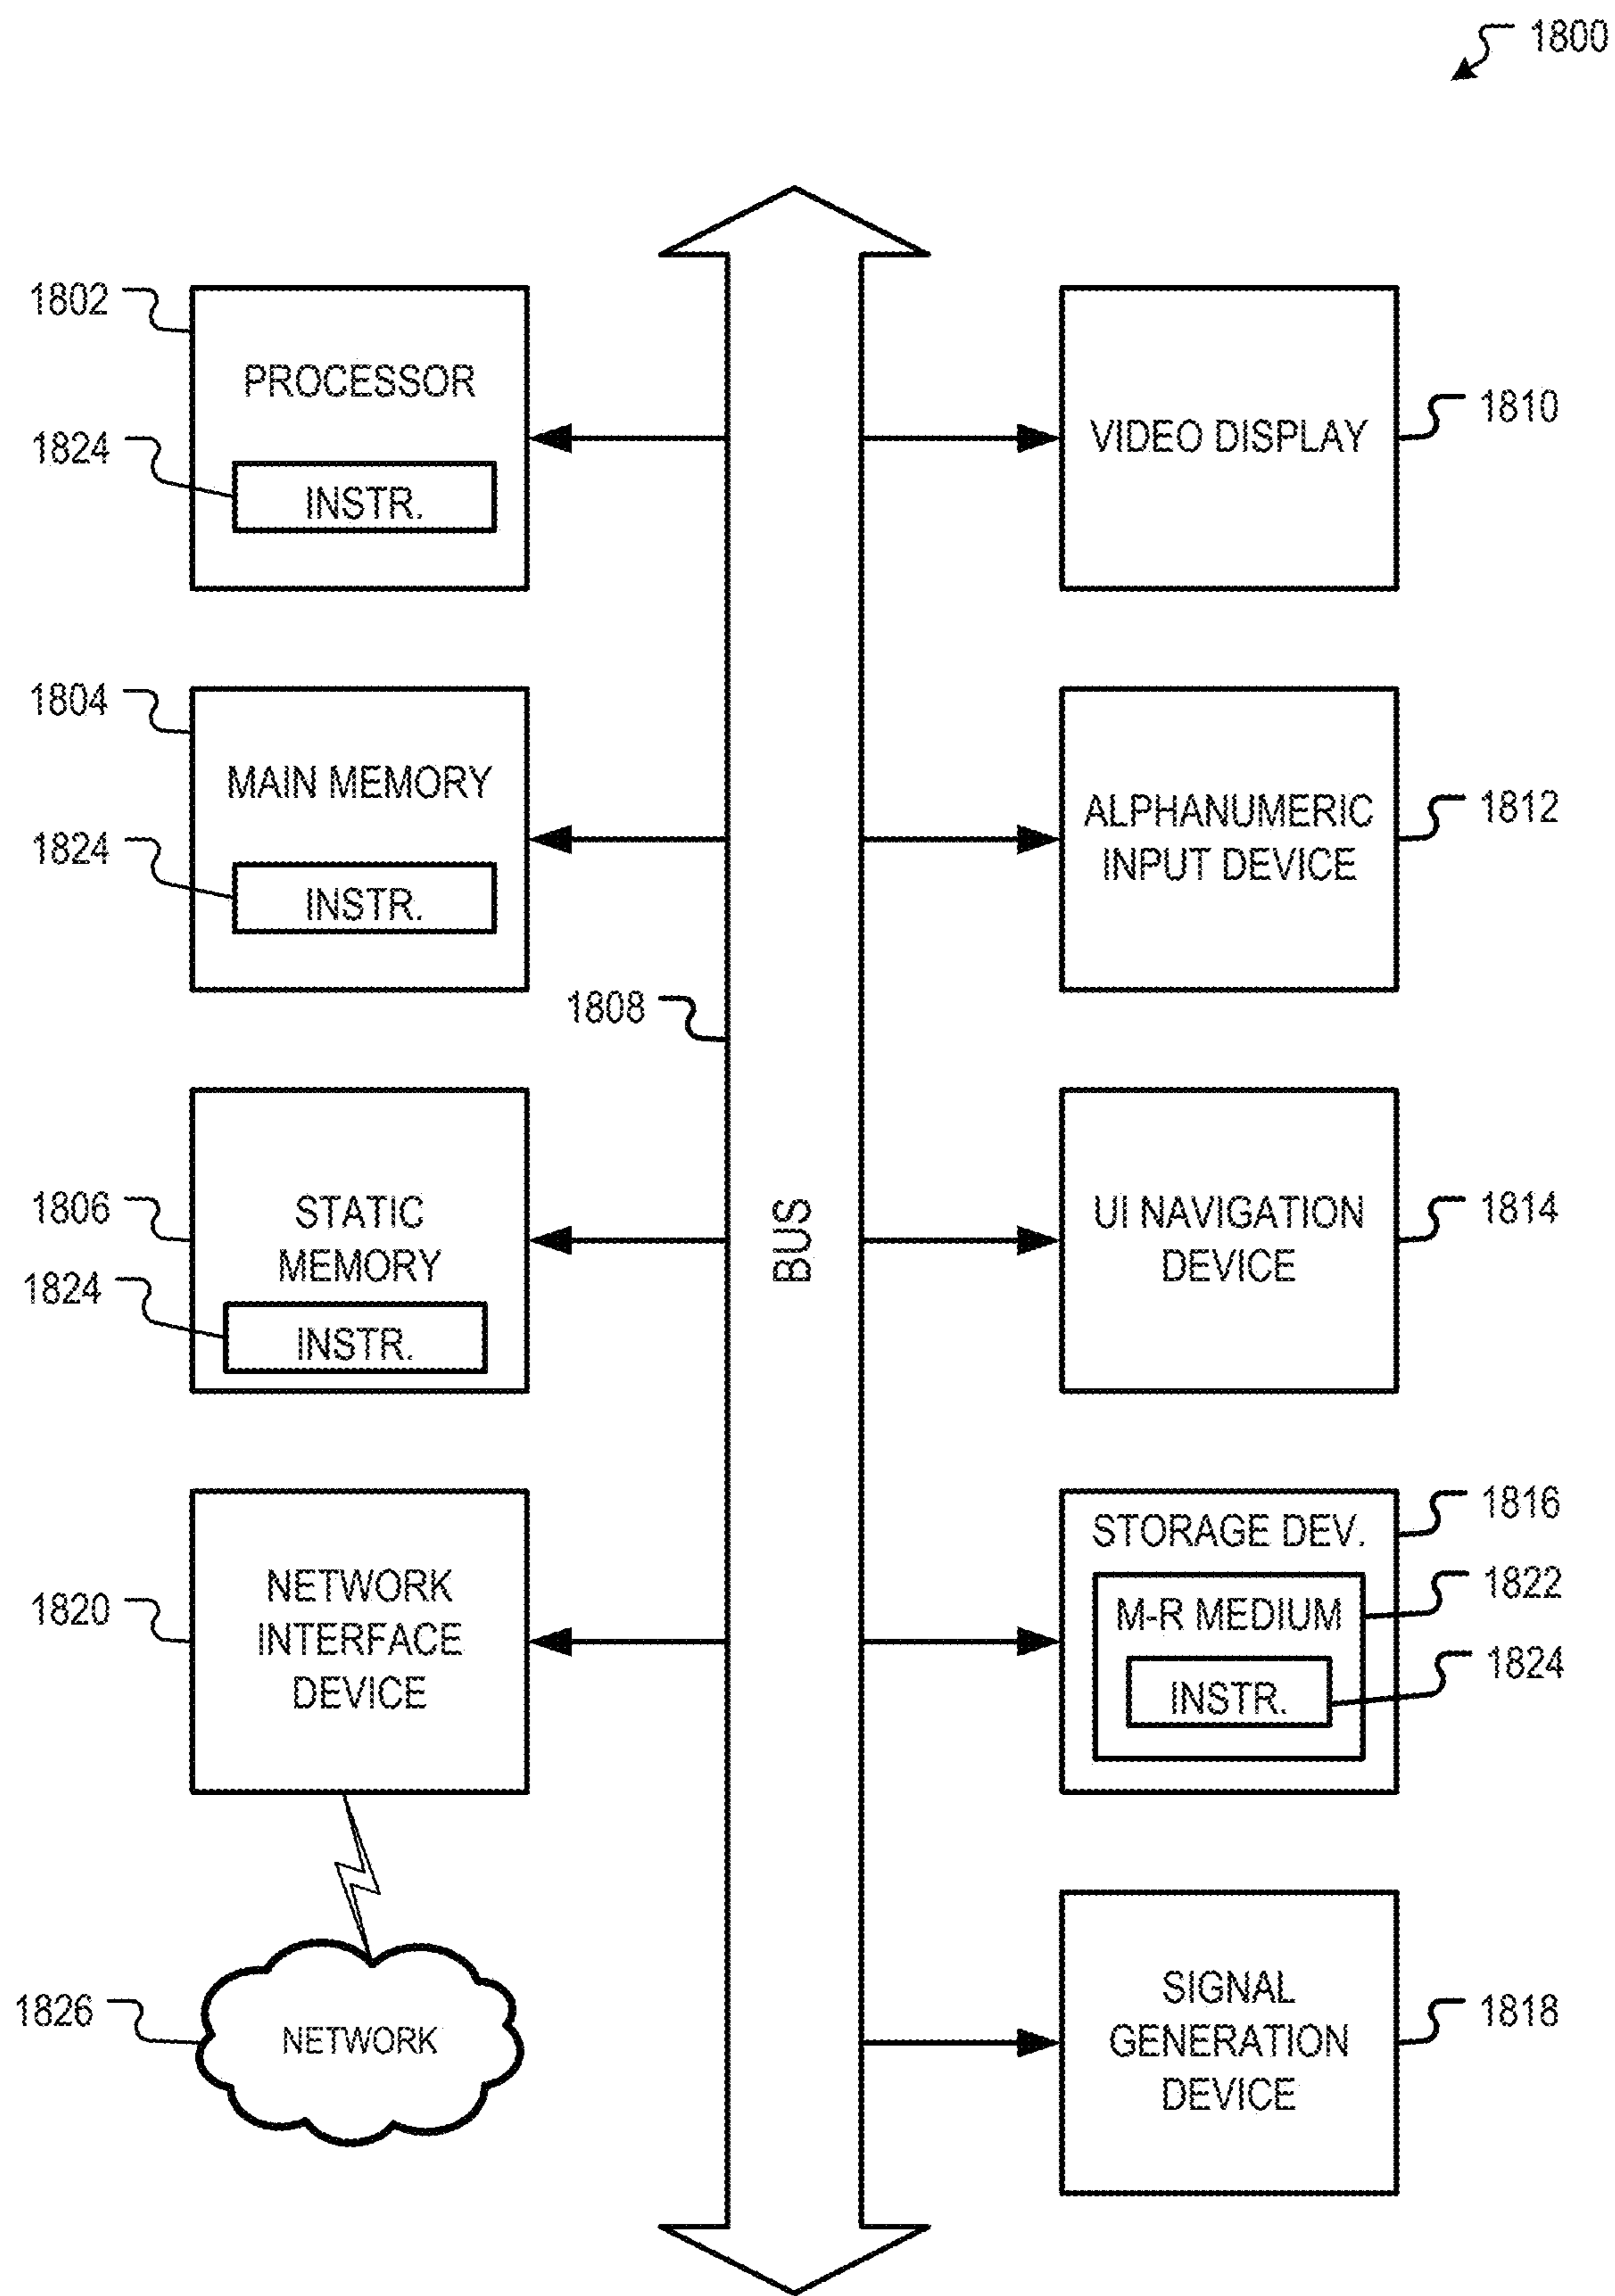 1800
1802
PROCESSOR
1824
INSTR.
1804
MAIN MEMORY
1824
INSTR.
1808
1806
STATIC
MEMORY
1824
INSTR.
1820
NETWORK
INTERFACE
DEVICE
1826
NETWORK
BUS
VIDEO DISPLAY
1810
ALPHANUMERIC
INPUT DEVICE
1812
UI NAVIGATION
DEVICE
1814
STORAGE DEV.
1816
M-R MEDIUM
1822
INSTR.
1824
SIGNAL
GENERATION
DEVICE
1818